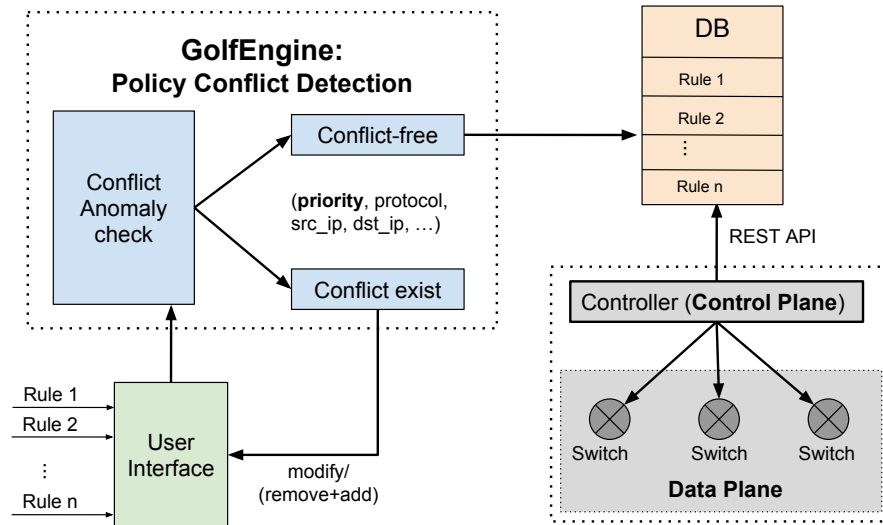 GolfEngine:
Policy Conflict Detection
Conflict
Anomaly
check
Conflict-free
(priority, protocol,
src_ip, dst_ip, …)
Conflict exist
DB
Rule 1
Rule 2
⋮
Rule n
REST API
Controller (Control Plane)
Switch
Switch
Switch
Data Plane
Rule 1
Rule 2
⋮
Rule n
User
Interface
modify/
(remove+add)